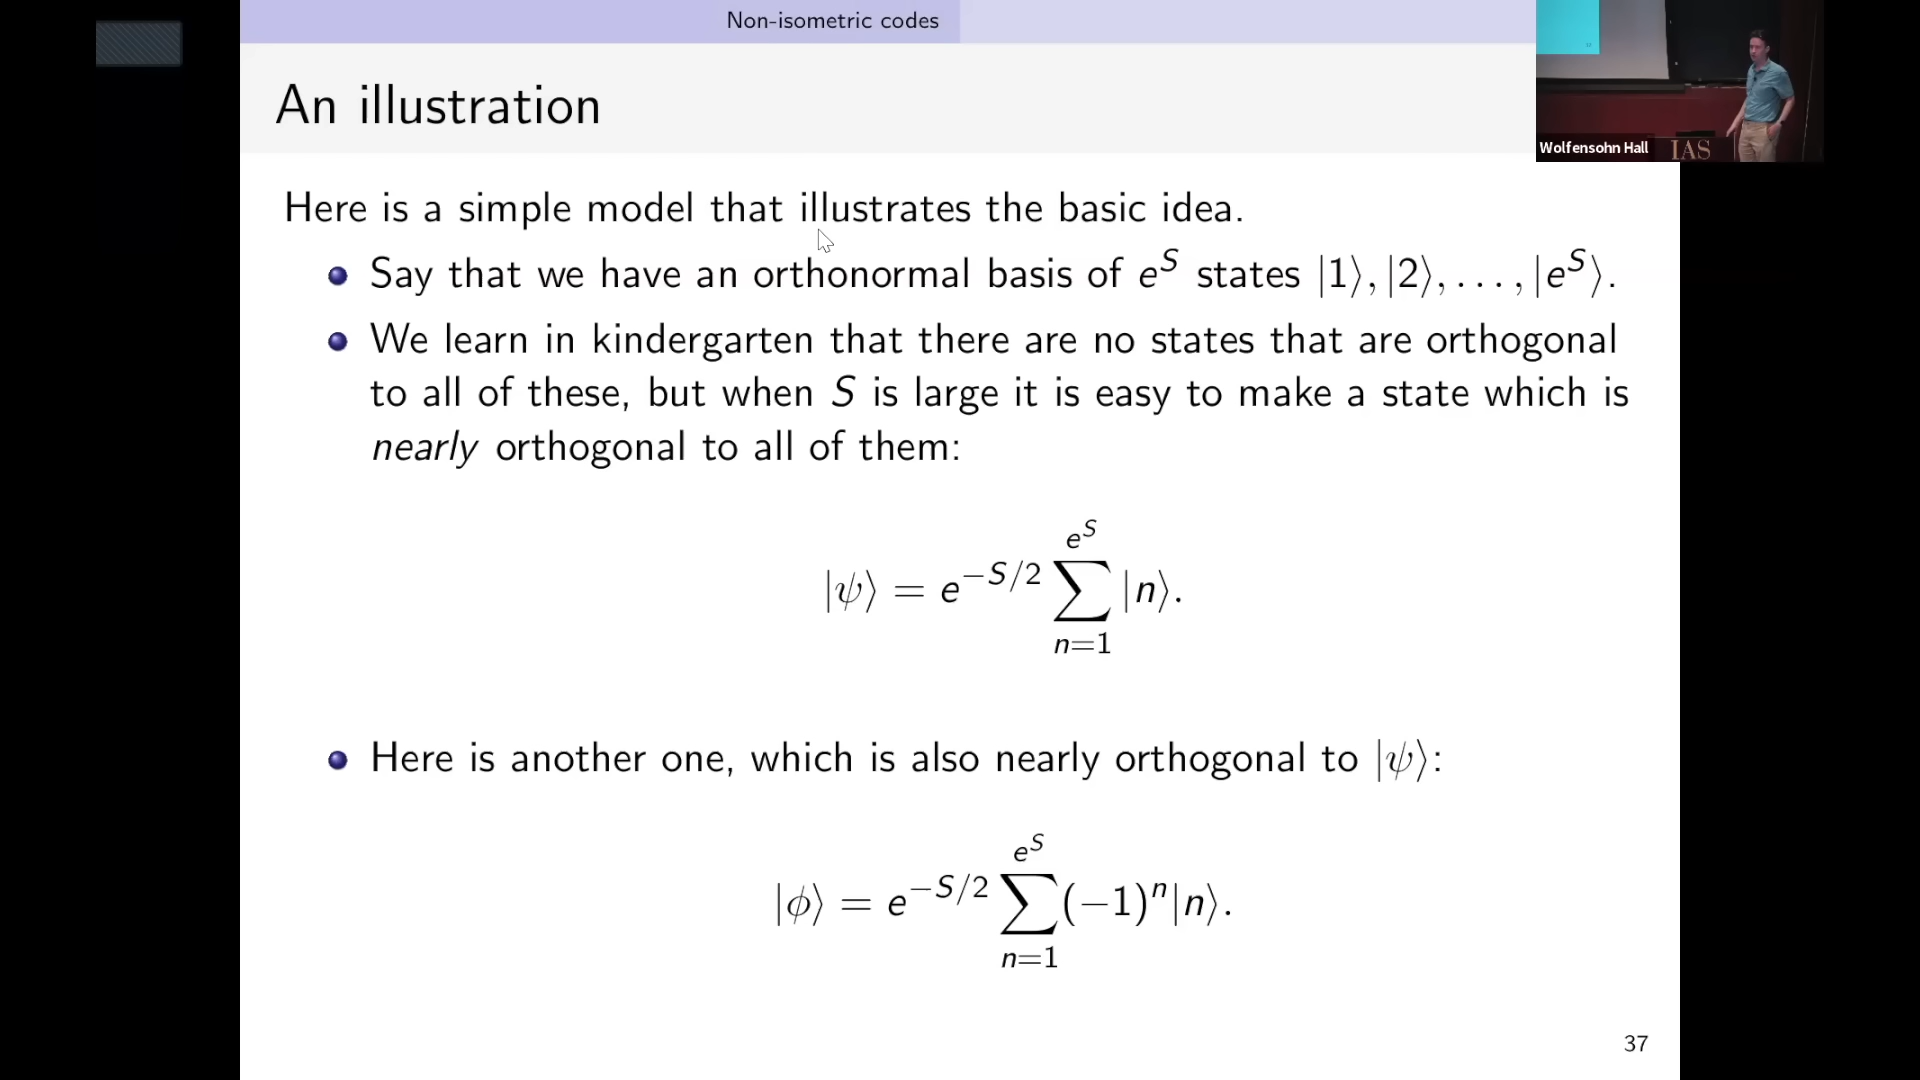 Non-isometric codes
An illustration
Wolfensohn Hall
IAS
Here is a simple model that illustrates the basic idea.
Say that we have an orthonormal basis of e^S states |1⟩, |2⟩, . . . , |e^S⟩.
We learn in kindergarten that there are no states that are orthogonal
to all of these, but when S is large it is easy to make a state which is
nearly orthogonal to all of them:
|ψ⟩ = e^{−S/2} ∑_{n=1}^{e^S} |n⟩.
Here is another one, which is also nearly orthogonal to |ψ⟩:
|ϕ⟩ = e^{−S/2} ∑_{n=1}^{e^S} (−1)^n |n⟩.
37